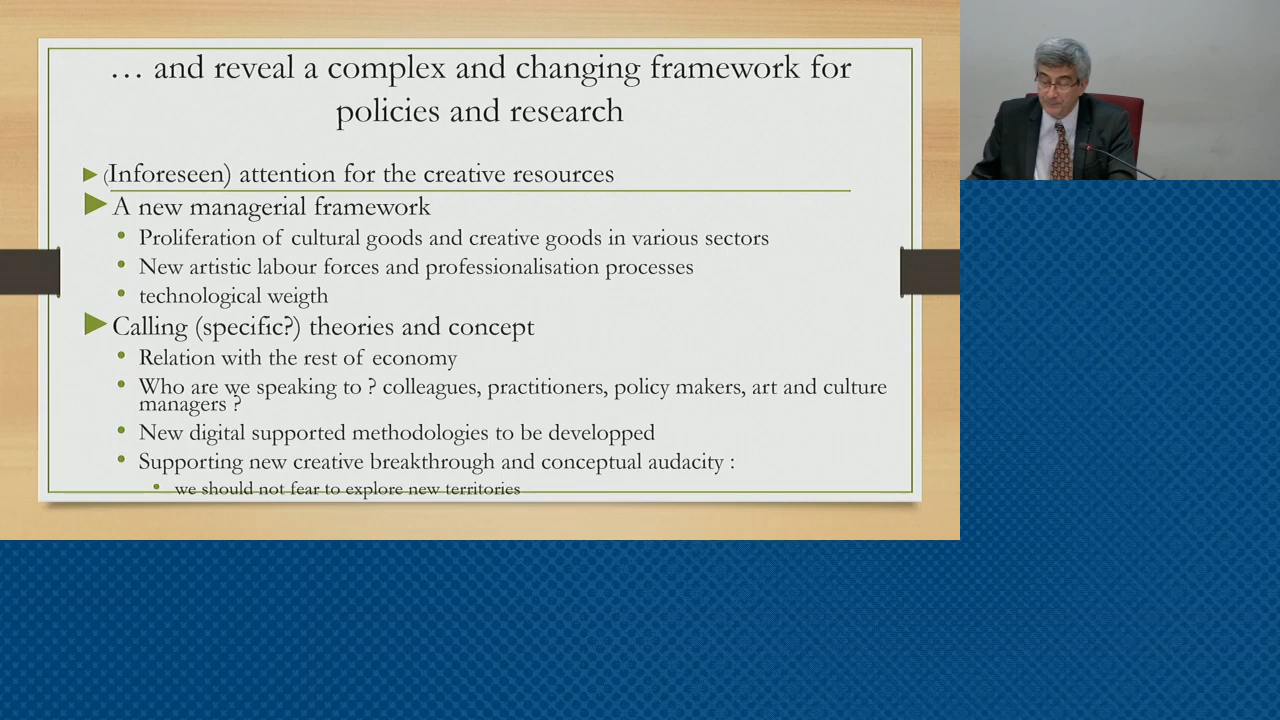 … and reveal a complex and changing framework for
policies and research
(Inforeseen) attention for the creative resources
A new managerial framework
Proliferation of cultural goods and creative goods in various sectors
New artistic labour forces and professionalisation processes
technological weigth
Calling (specific?) theories and concept
Relation with the rest of economy
Who are we speaking to ? colleagues, practitioners, policy makers, art and culture
managers ?
New digital supported methodologies to be developped
Supporting new creative breakthrough and conceptual audacity :
we should not fear to explore new territories